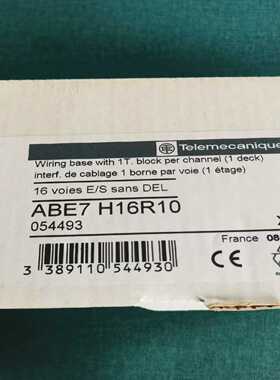 Telemecanique
Wiring base with 1T. block per channel (1 deck)
interf. de cablage 1 borne par voie (1 étage)
16 voies E/S sans DEL
ABE7 H16R10
054493
France 08
3 389110 544930
CE